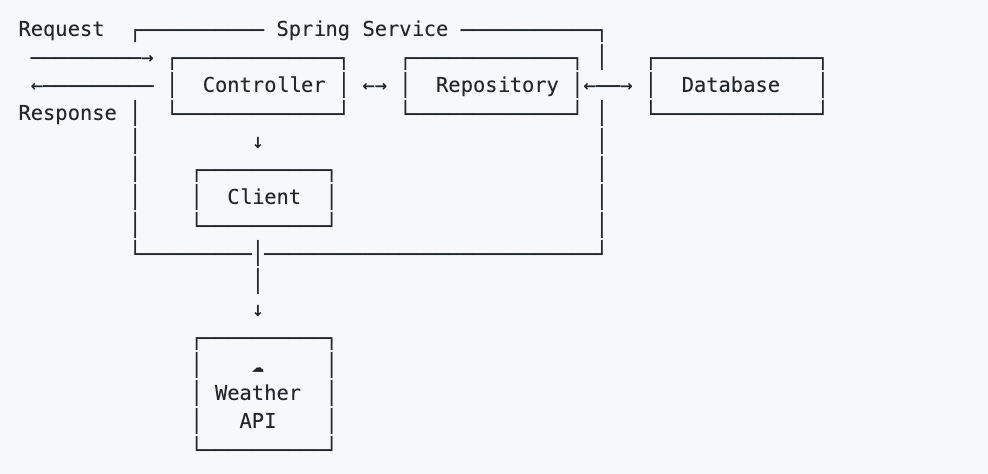 Request
Spring Service
Controller
Repository
Database
Response
Client
Weather
API